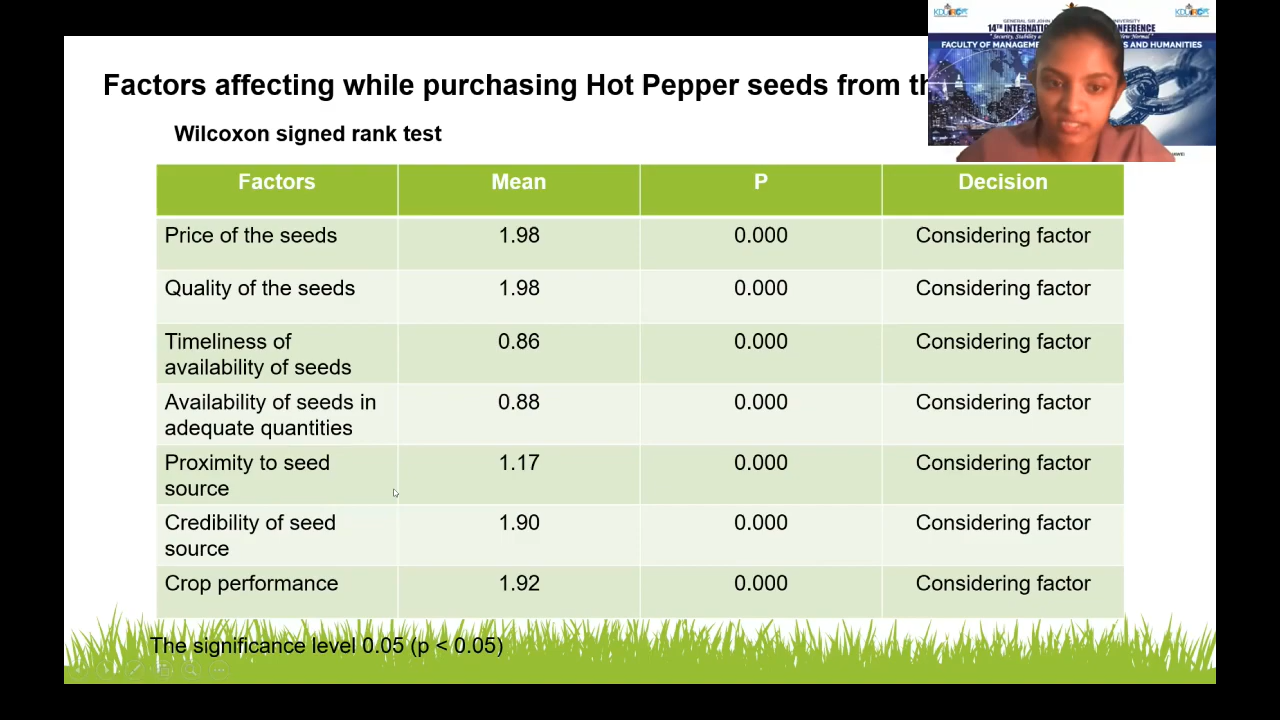 Factors affecting while purchasing Hot Pepper seeds from
Wilcoxon signed rank test
Factors Mean P Decision
Price of the seeds 1.98 0.000 Considering factor
Quality of the seeds 1.98 0.000 Considering factor
Timeliness of
availability of seeds 0.86 0.000 Considering factor
Availability of seeds in
adequate quantities 0.88 0.000 Considering factor
Proximity to seed
source 1.17 0.000 Considering factor
Credibility of seed
source 1.90 0.000 Considering factor
Crop performance 1.92 0.000 Considering factor
The significance level 0.05 (p < 0.05)
GENERAL SIR JOHN
14TH
FACULTY OF
AND HUMANITIES